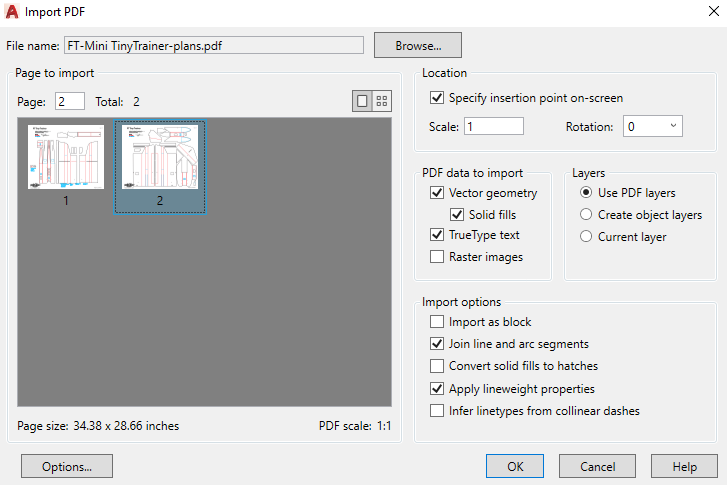 Import PDF
File name: FT-Mini TinyTrainer-plans.pdf Browse...
Page to import
Page: 2 Total: 2
1 2
Page size: 34.38 x 28.66 inches PDF scale: 1:1
Location
Specify insertion point on-screen
Scale: 1 Rotation: 0
PDF data to import
Vector geometry
Solid fills
TrueType text
Raster images
Layers
Use PDF layers
Create object layers
Current layer
Import options
Import as block
Join line and arc segments
Convert solid fills to hatches
Apply lineweight properties
Infer linetypes from collinear dashes
Options... OK Cancel Help